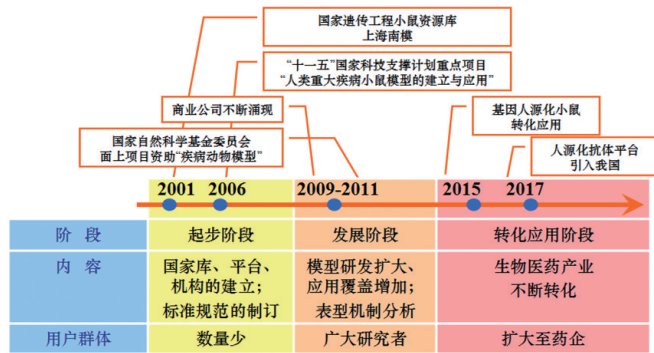 国家遗传工程小鼠资源库
上海南模
“十一五”国家科技支撑计划重点项目
“人类重大疾病小鼠模型的建立与应用”
商业公司不断涌现
基因人源化小鼠
转化应用
国家自然科学基金委员会
面上项目资助“疾病动物模型”
人源化抗体平台
引入我国
2001 2006 2009-2011 2015 2017
阶 段 起步阶段 发展阶段 转化应用阶段
内 容
国家库、平台、
机构的建立；
标准规范的制订
模型研发扩大、
应用覆盖增加；
表型机制分析
生物医药产业
不断转化
用户群体 数量少 广大研究者 扩大至药企